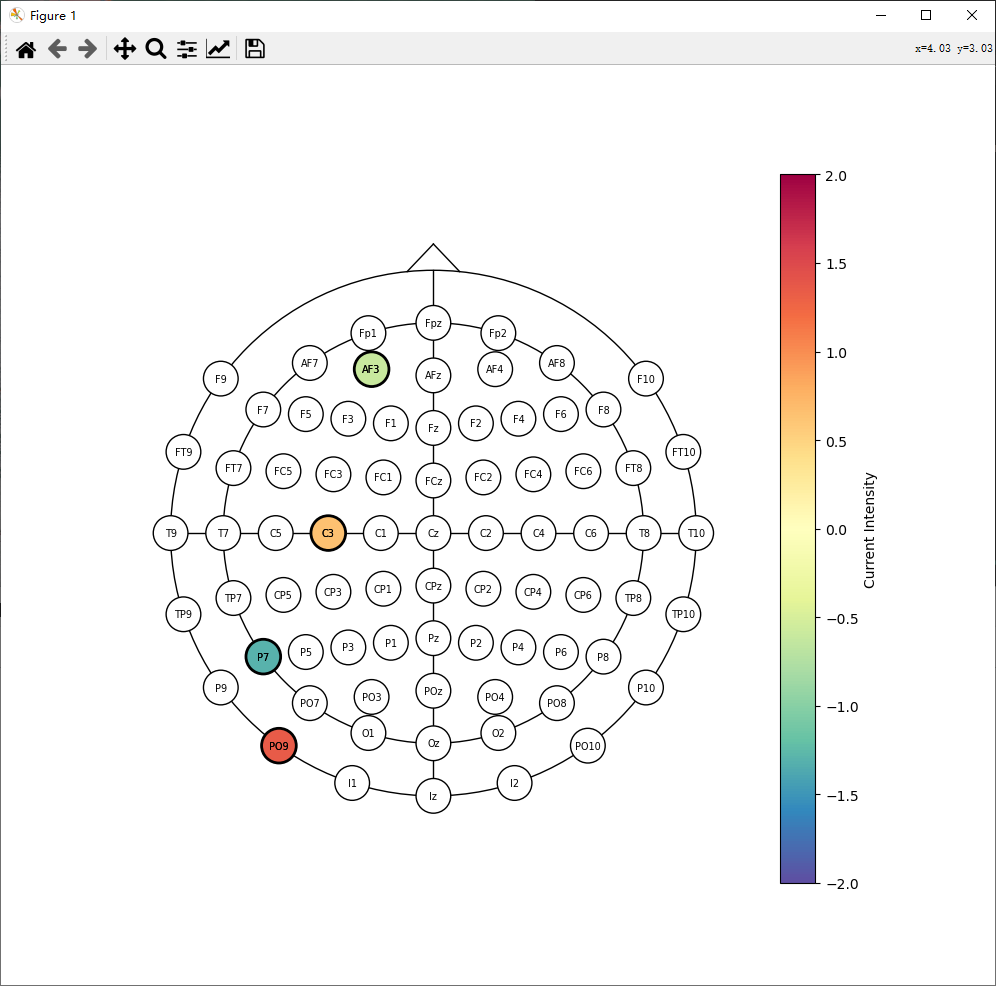 Figure 1
x=4.03 y=3.03
2.0
1.5
1.0
0.5
0.0
−0.5
−1.0
−1.5
−2.0
Current Intensity
Fpz
Fp1
Fp2
AF7
AF3
AFz
AF4
AF8
F9
F10
F7
F5
F3
F1
Fz
F2
F4
F6
F8
FT9
FT10
FT7
FC5
FC3
FC1
FCz
FC2
FC4
FC6
FT8
T9
T7
C5
C3
C1
Cz
C2
C4
C6
T8
T10
TP7
CP5
CP3
CP1
CPz
CP2
CP4
CP6
TP8
TP9
TP10
P7
P5
P3
P1
Pz
P2
P4
P6
P8
P9
P10
PO7
PO3
POz
PO4
PO8
O1
Oz
O2
PO9
PO10
I1
Iz
I2